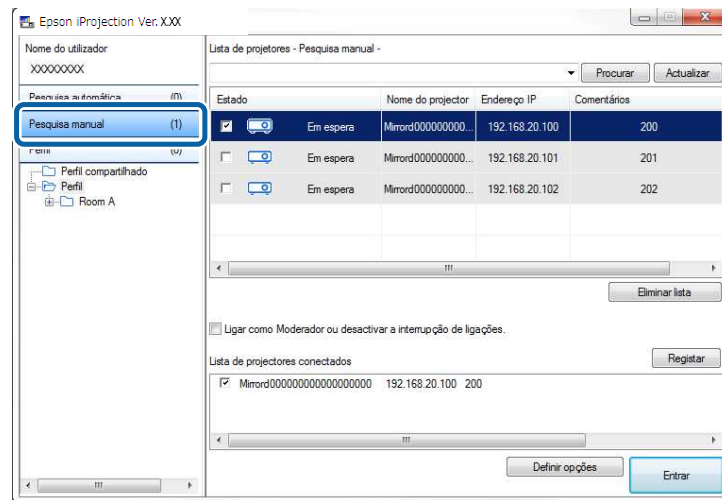 Epson iProjection Ver. X.XX
Nome do utilizador
XXXXXXXX
Pesquisa automática (0)
Pesquisa manual (1)
Perfil (0)
Perfil compartilhado
Perfil
Room A
Lista de projetores - Pesquisa manual -
Procurar Actualizar
Estado Nome do projector Endereço IP Comentários
Em espera Mirrord000000000... 192.168.20.100 200
Em espera Mirrord000000000... 192.168.20.101 201
Em espera Mirrord000000000... 192.168.20.102 202
Eliminar lista
Ligar como Moderador ou desactivar a interrupção de ligações.
Lista de projectores conectados Registar
Mirrord00000000000000000000 192.168.20.100 200
Definir opções Entrar